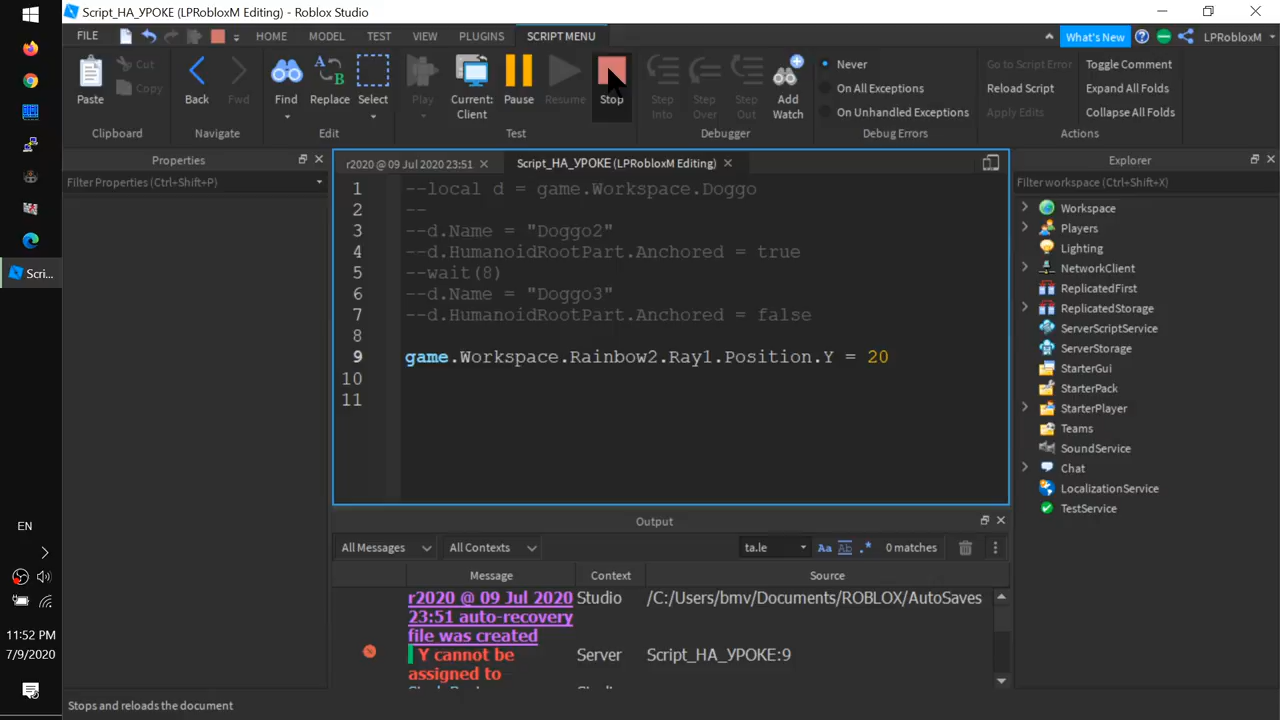 Script_НА_УРОКЕ (LPRobloxM Editing) - Roblox Studio
FILE HOME MODEL TEST VIEW PLUGINS SCRIPT MENU What's New LPRobloxM
Paste Cut Copy Back Fwd Find Replace Select Play Current: Client Pause Resume Stop Step Into Step Over Step Out Add Watch
Never
On All Exceptions
On Unhandled Exceptions
Go to Script Error
Reload Script
Apply Edits
Toggle Comment
Expand All Folds
Collapse All Folds
Clipboard Navigate Edit Test Debugger Debug Errors Actions
Properties
Filter Properties (Ctrl+Shift+P)
r2020 @ 09 Jul 2020 23:51 Script_НА_УРОКЕ (LPRobloxM Editing)
1 --local d = game.Workspace.Doggo
2 --
3 --d.Name = "Doggo2"
4 --d.HumanoidRootPart.Anchored = true
5 --wait(8)
6 --d.Name = "Doggo3"
7 --d.HumanoidRootPart.Anchored = false
8
9 game.Workspace.Rainbow2.Ray1.Position.Y = 20
10
11
Explorer
Filter workspace (Ctrl+Shift+X)
Workspace
Players
Lighting
NetworkClient
ReplicatedFirst
ReplicatedStorage
ServerScriptService
ServerStorage
StarterGui
StarterPack
StarterPlayer
Teams
SoundService
Chat
LocalizationService
TestService
Output
All Messages All Contexts ta.le Aa Ab .* 0 matches
Message Context Source
r2020 @ 09 Jul 2020 Studio /C:/Users/bmv/Documents/ROBLOX/AutoSaves
23:51 auto-recovery
file was created
Y cannot be Server Script_НА_УРОКЕ:9
assigned to
Scri...
EN
11:52 PM
7/9/2020
Stops and reloads the document